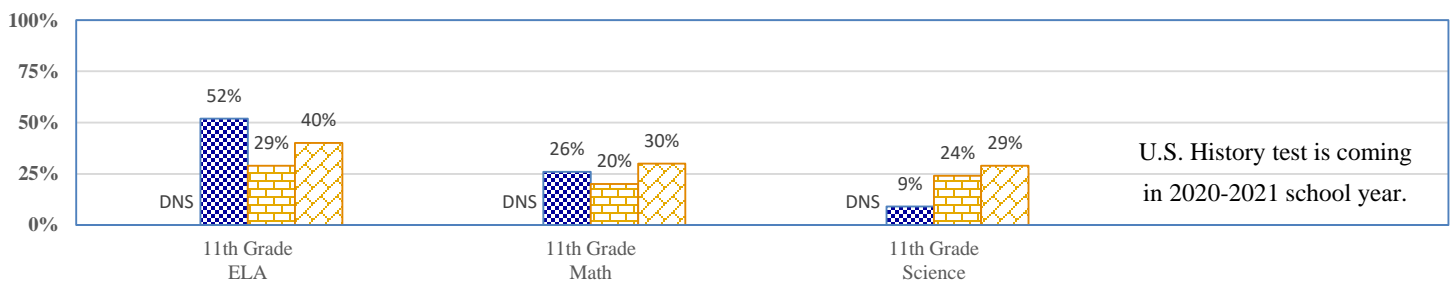 100%
75%
50%
25%
0%
DNS
52%
29%
40%
DNS
26%
20%
30%
DNS
9%
24%
29%
11th Grade
ELA
11th Grade
Math
11th Grade
Science
U.S. History test is coming
in 2020-2021 school year.